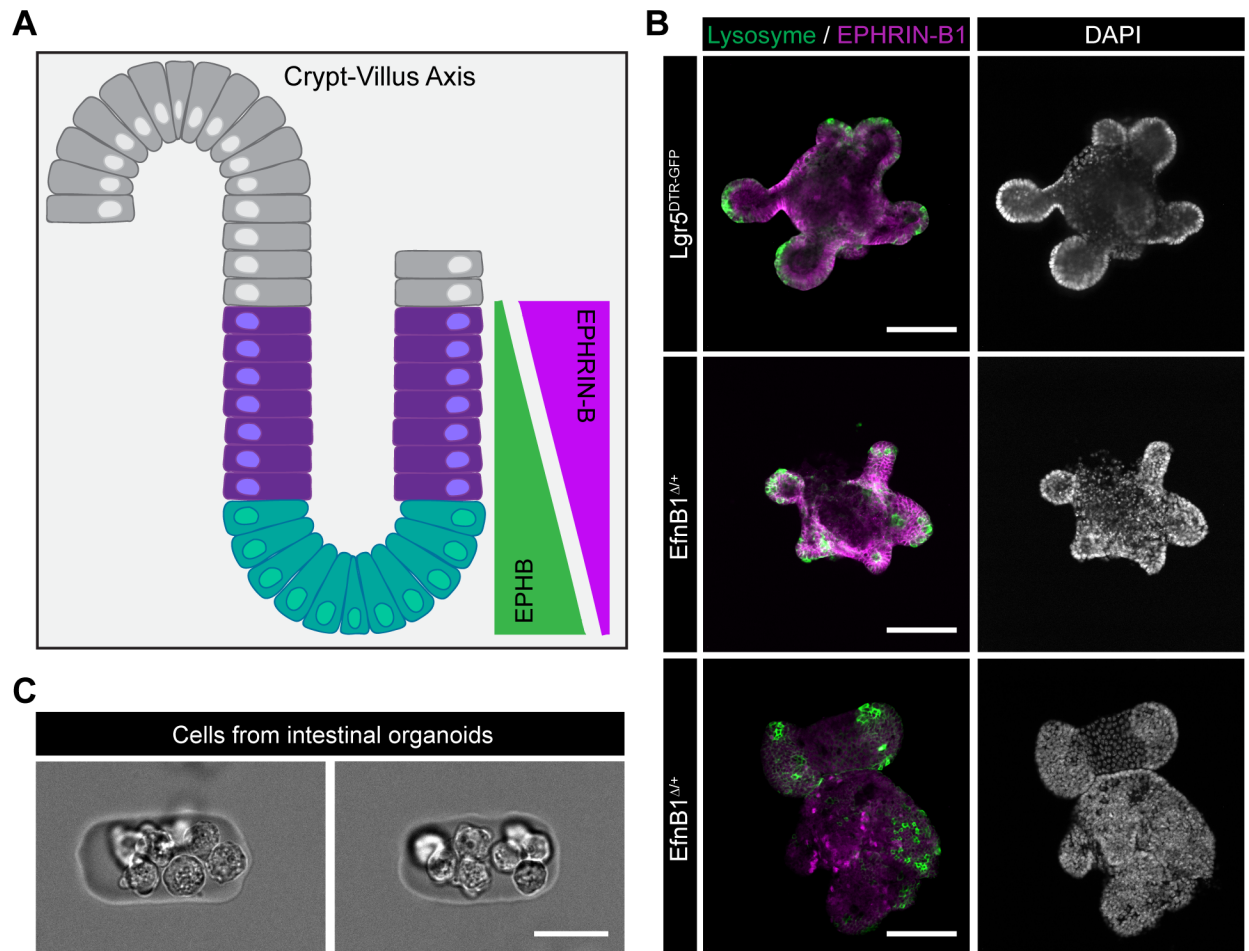 A
Crypt-Villus Axis
EPHB
EPHRIN-B
B
Lysosyme / EPHRIN-B1
DAPI
Lgr5DTR-GFP
EfnB1Δ/+
EfnB1Δ/+
C
Cells from intestinal organoids